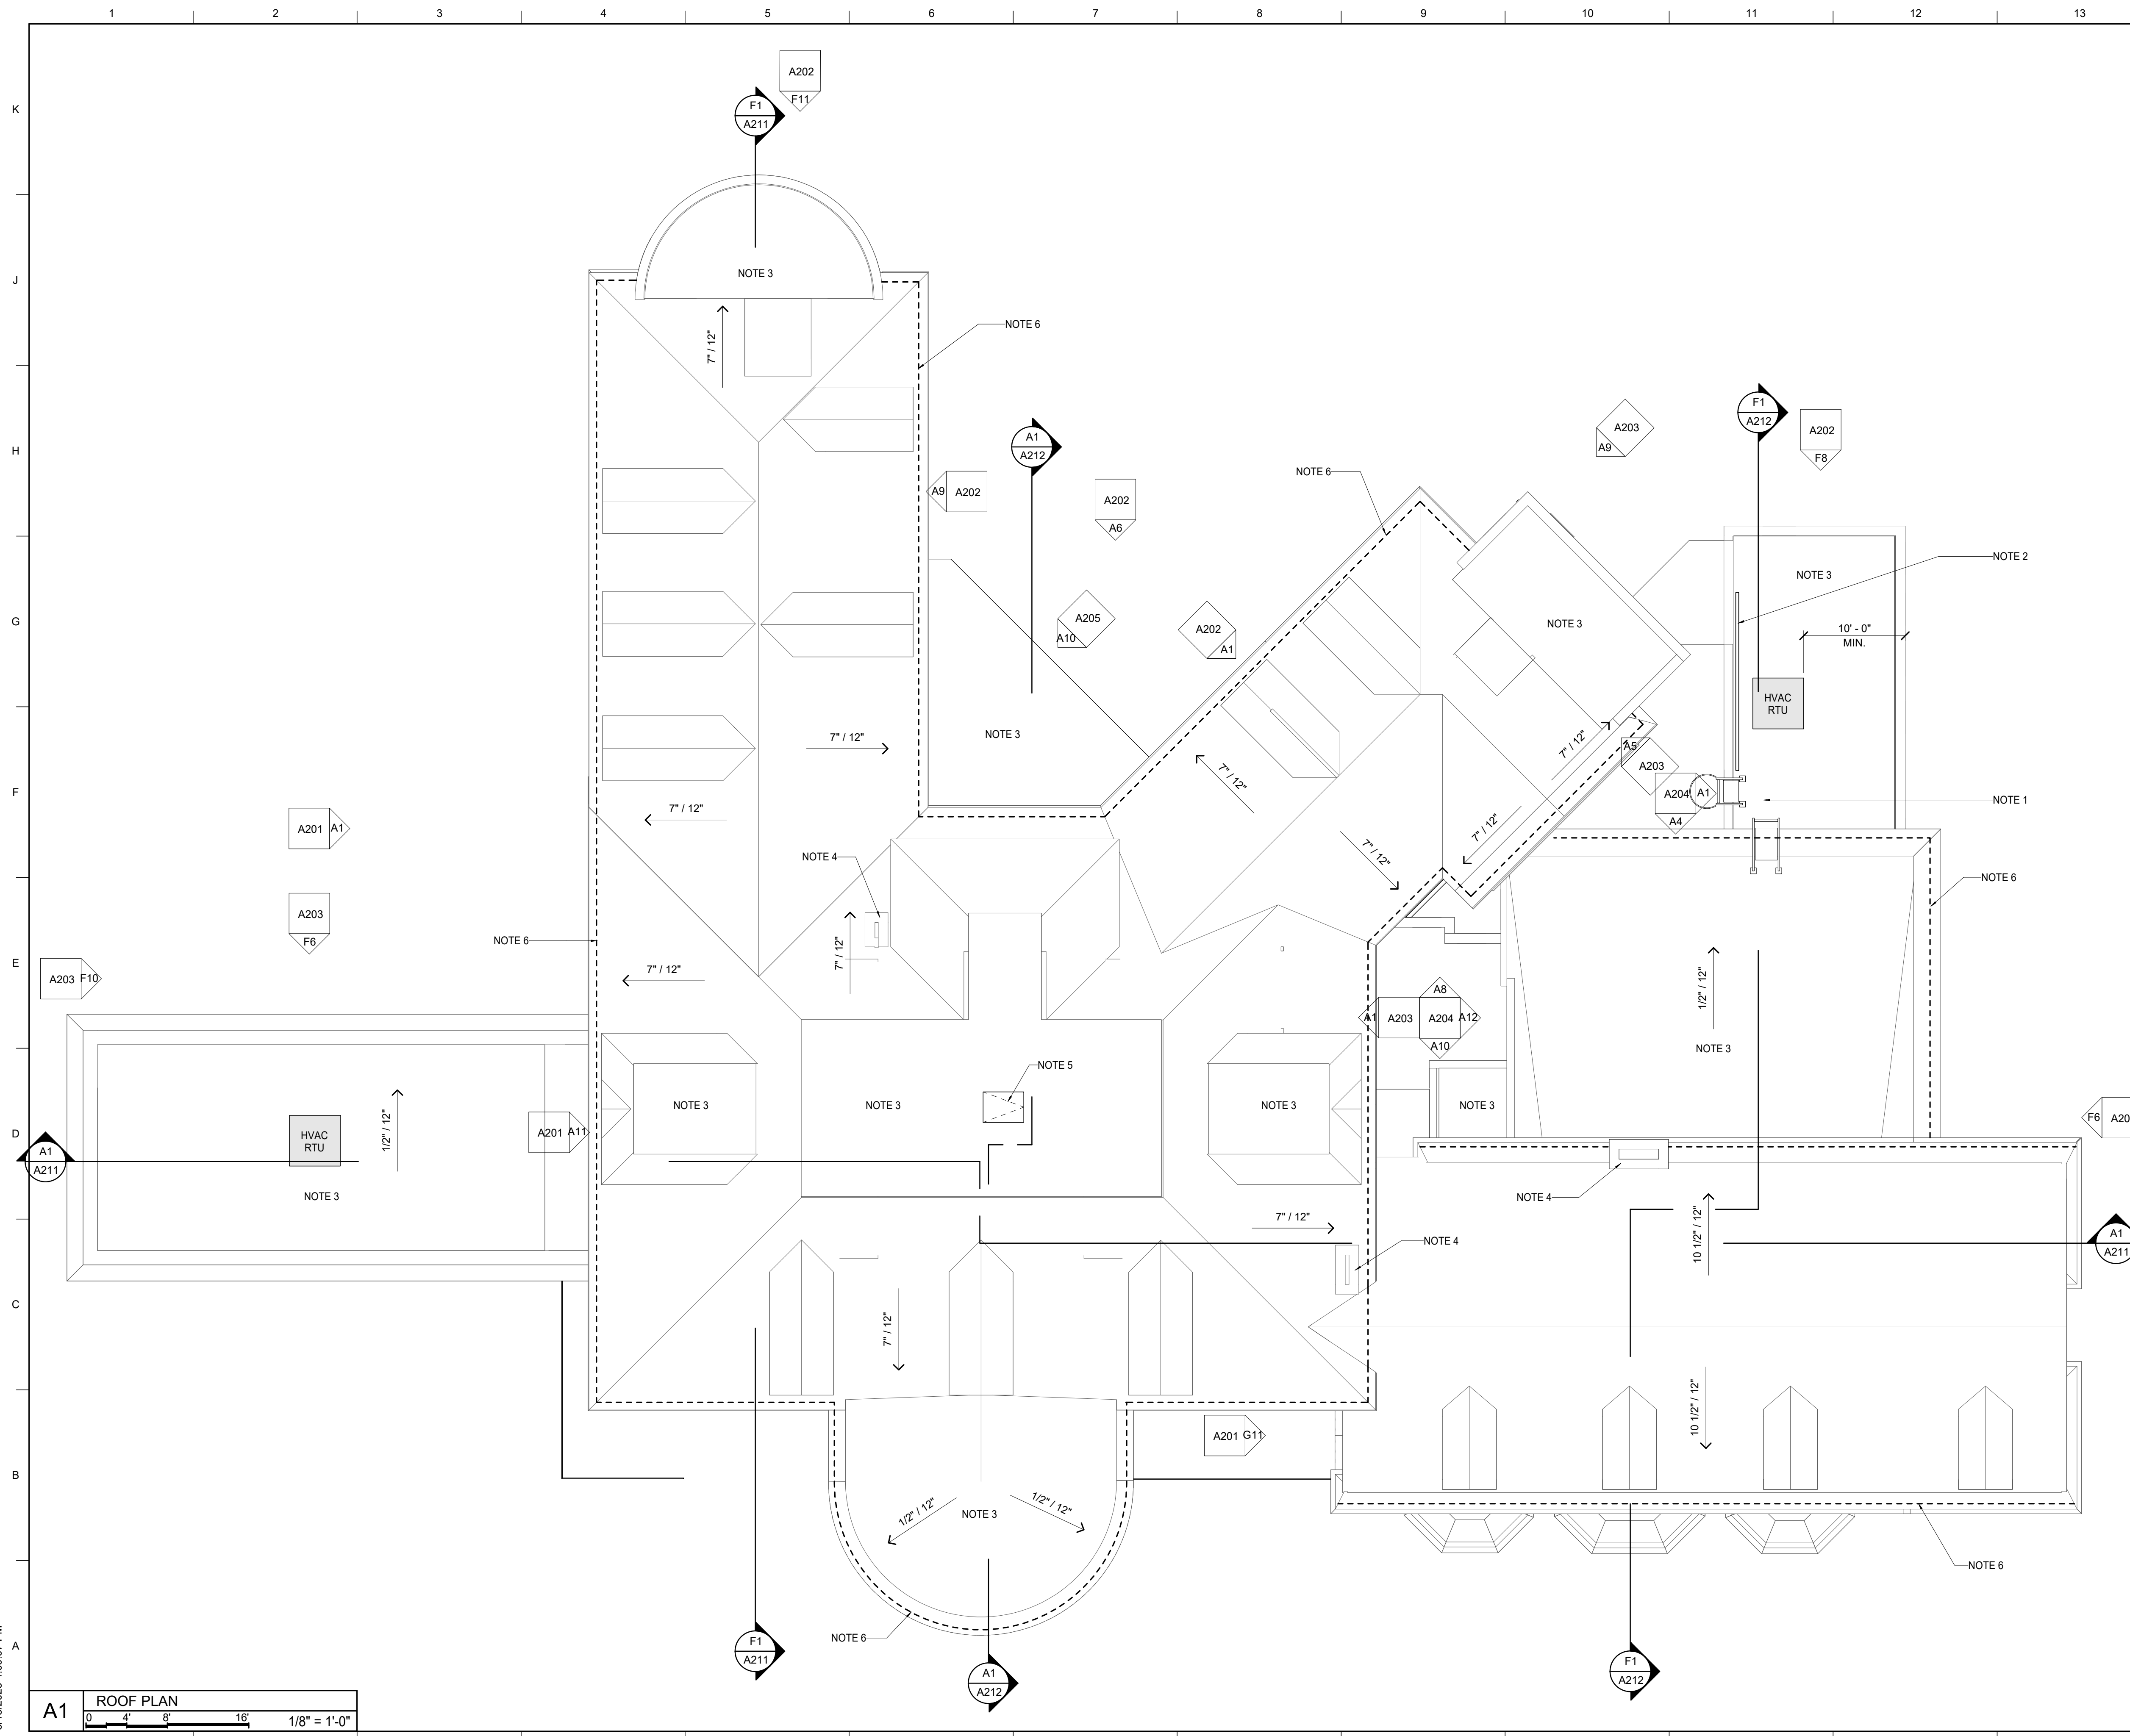 1 2 3 4 5 6 7 8 9 10 11 12 13
K
J
H
G
F
E
D
C
B
A
A202
F11
F1
A211
NOTE 3
7" / 12"
NOTE 6
A1
A212
A9 A202
A202
A6
NOTE 6
A203
A9
F1
A212
A202
F8
NOTE 2
NOTE 3
A205
A10
A202
A1
NOTE 3
10' - 0"
MIN.
HVAC
RTU
NOTE 3
7" / 12"
7" / 12"
7" / 12"
7" / 12"
A5
A203
A204 A1
A4
NOTE 1
A201 A1
7" / 12"
7" / 12"
NOTE 4
NOTE 6
A203
F6
NOTE 6
7" / 12"
A203 F10
7" / 12"
1/2" / 12"
A8
A1 A203 A204 A12
A10
NOTE 3
NOTE 5
NOTE 3
NOTE 3
NOTE 3
NOTE 3
1/2" / 12"
HVAC
RTU
A201 A11
F6 A20
A1
A211
NOTE 3
NOTE 4
7" / 12"
NOTE 4
10 1/2" / 12"
A1
A211
7" / 12"
10 1/2" / 12"
A201 G11
1/2" / 12"
1/2" / 12"
NOTE 3
NOTE 6
NOTE 6
F1
A211
A1
A212
F1
A212
A1
ROOF PLAN
0 4' 8' 16'
1/8" = 1'-0"